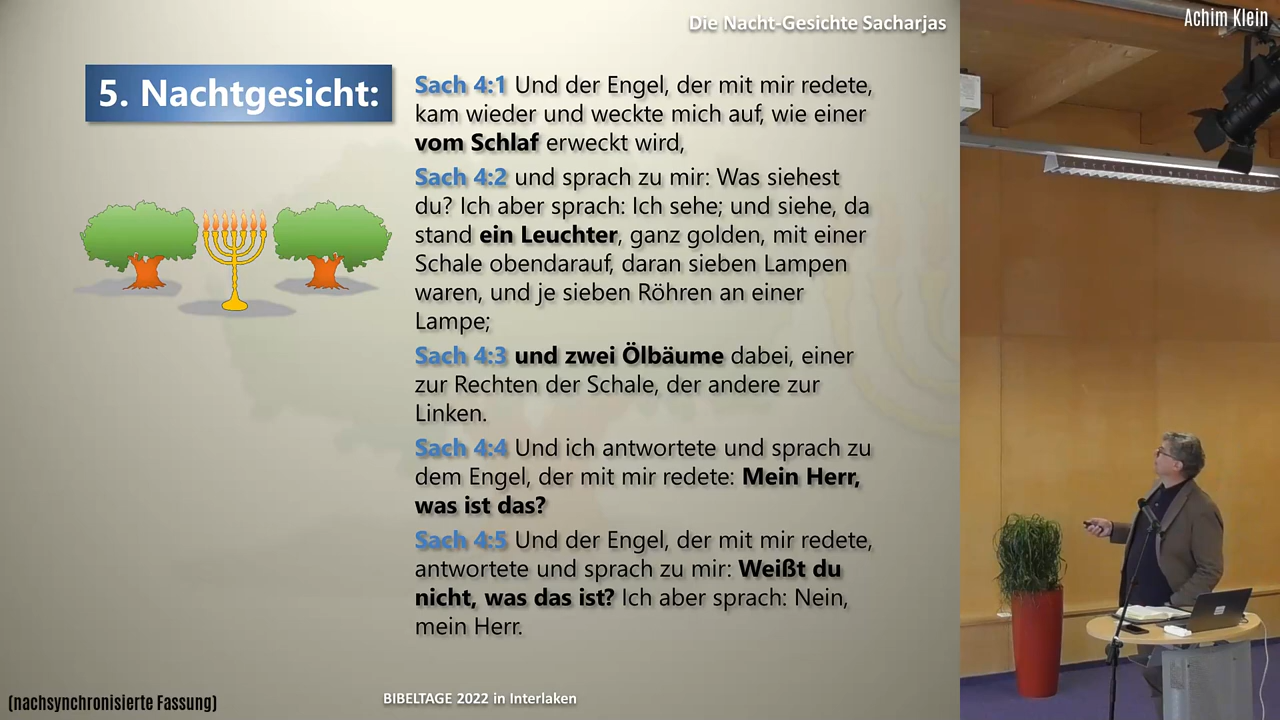 Die Nacht-Gesichte Sacharjas
Achim Klein
5. Nachtgesicht:
Sach 4:1 Und der Engel, der mit mir redete,
kam wieder und weckte mich auf, wie einer
vom Schlaf erweckt wird,
Sach 4:2 und sprach zu mir: Was siehest
du? Ich aber sprach: Ich sehe; und siehe, da
stand ein Leuchter, ganz golden, mit einer
Schale obendarauf, daran sieben Lampen
waren, und je sieben Röhren an einer
Lampe;
Sach 4:3 und zwei Ölbäume dabei, einer
zur Rechten der Schale, der andere zur
Linken.
Sach 4:4 Und ich antwortete und sprach zu
dem Engel, der mit mir redete: Mein Herr,
was ist das?
Sach 4:5 Und der Engel, der mit mir redete,
antwortete und sprach zu mir: Weißt du
nicht, was das ist? Ich aber sprach: Nein,
mein Herr.
(nachsynchronisierte Fassung)
BIBELTAGE 2022 in Interlaken